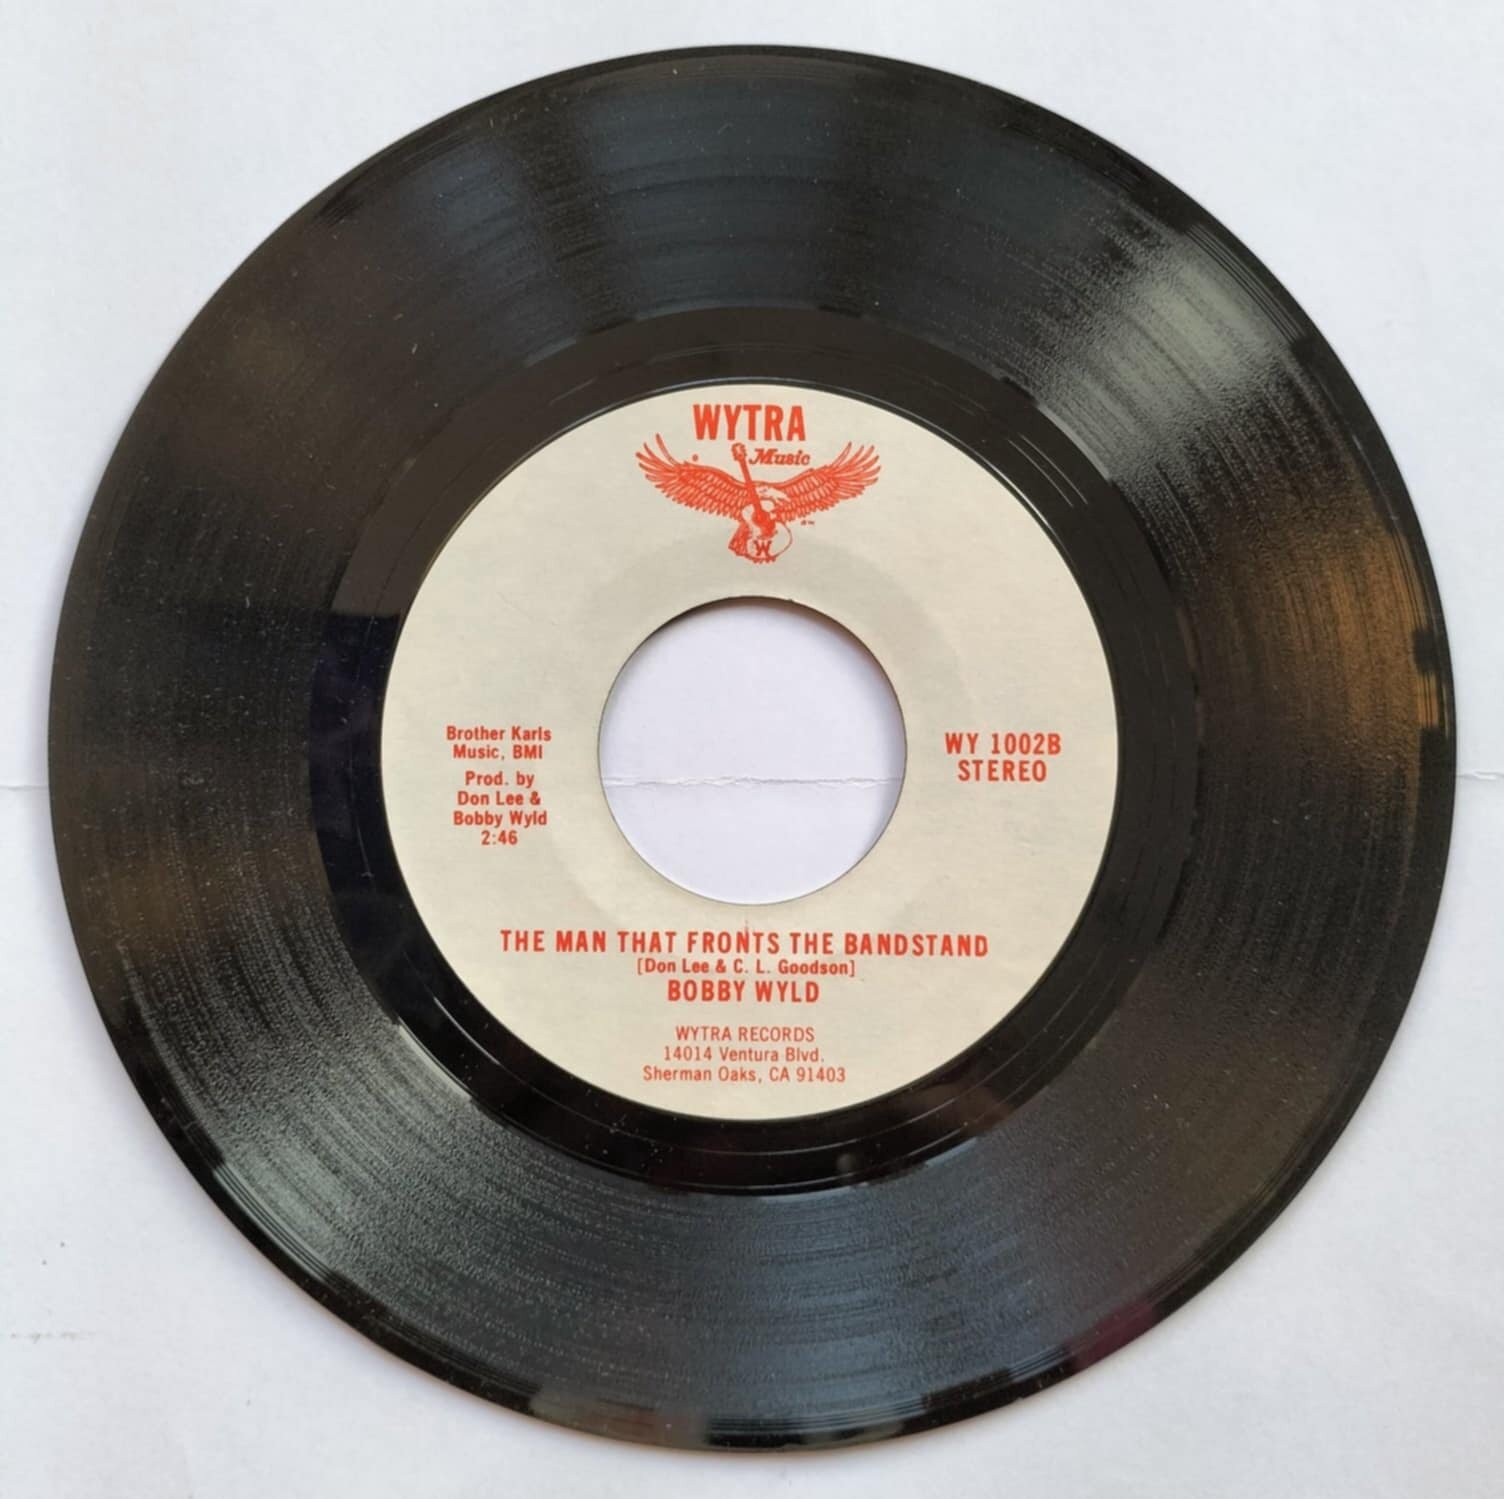 WYTRA
Music
W
Brother Karls
Music, BMI
Prod. by
Don Lee &
Bobby Wyld
2:46
WY 1002B
STEREO
THE MAN THAT FRONTS THE BANDSTAND
[Don Lee & C. L. Goodson]
BOBBY WYLD
WYTRA RECORDS
14014 Ventura Blvd.
Sherman Oaks, CA 91403